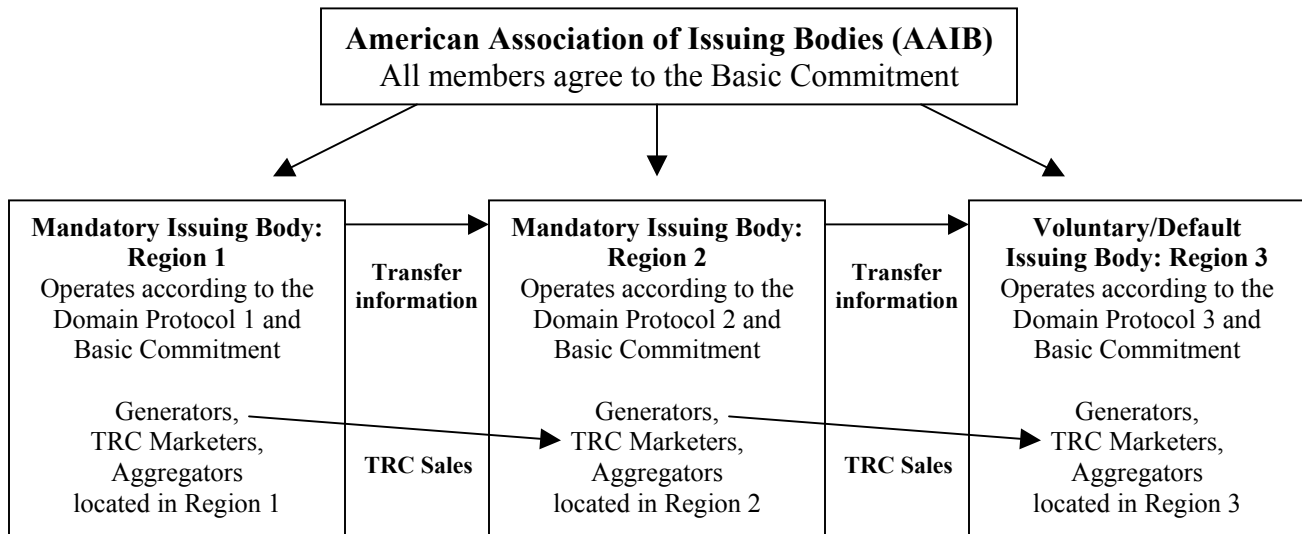 American Association of Issuing Bodies (AAIB)
All members agree to the Basic Commitment
Mandatory Issuing Body:
Region 1
Operates according to the
Domain Protocol 1 and
Basic Commitment
Generators,
TRC Marketers,
Aggregators
located in Region 1
Transfer
information
TRC Sales
Mandatory Issuing Body:
Region 2
Operates according to the
Domain Protocol 2 and
Basic Commitment
Generators,
TRC Marketers,
Aggregators
located in Region 2
Transfer
information
TRC Sales
Voluntary/Default
Issuing Body: Region 3
Operates according to the
Domain Protocol 3 and
Basic Commitment
Generators,
TRC Marketers,
Aggregators
located in Region 3